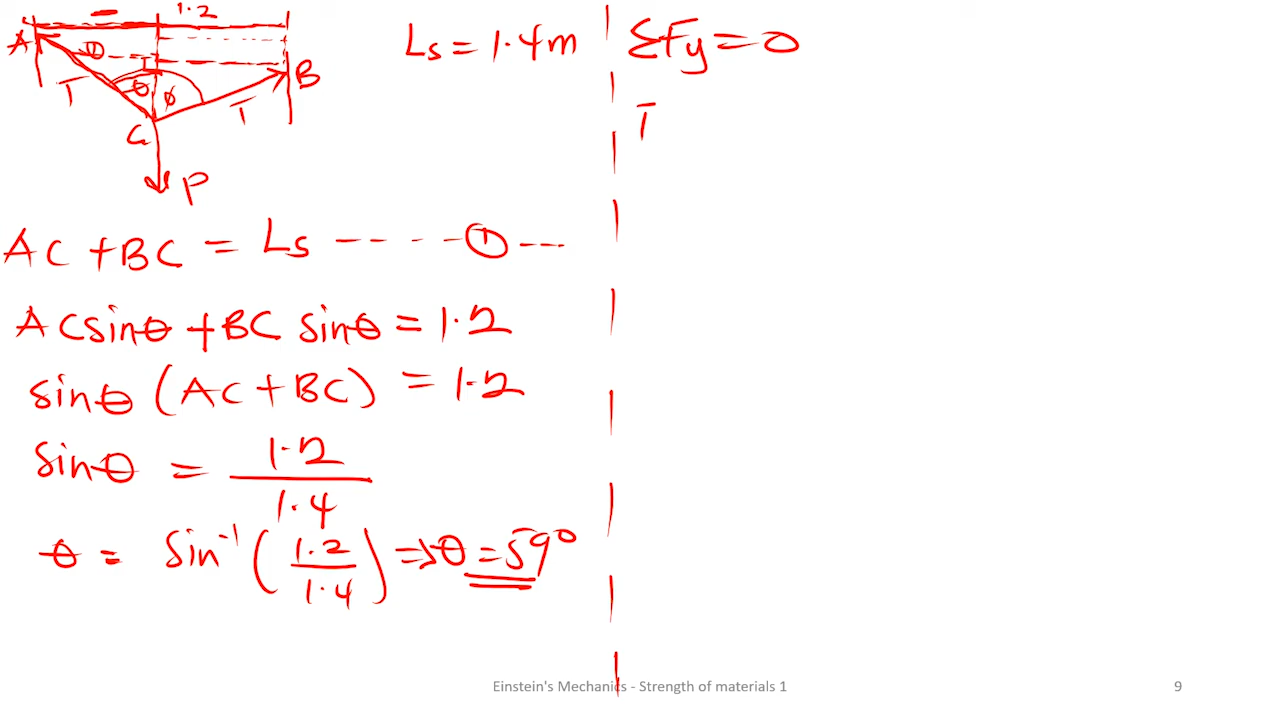 1.2
A θ B
T θ φ T
C
P
Ls = 1.4m
AC + BC = Ls ---- ① ---
ACsinθ + BC sinθ = 1.2
sinθ (AC + BC) = 1.2
sinθ = 1.2 / 1.4
θ = sin⁻¹ (1.2 / 1.4) ⇒ θ = 59°
ΣFy = 0
T
Einstein's Mechanics - Strength of materials 1
9